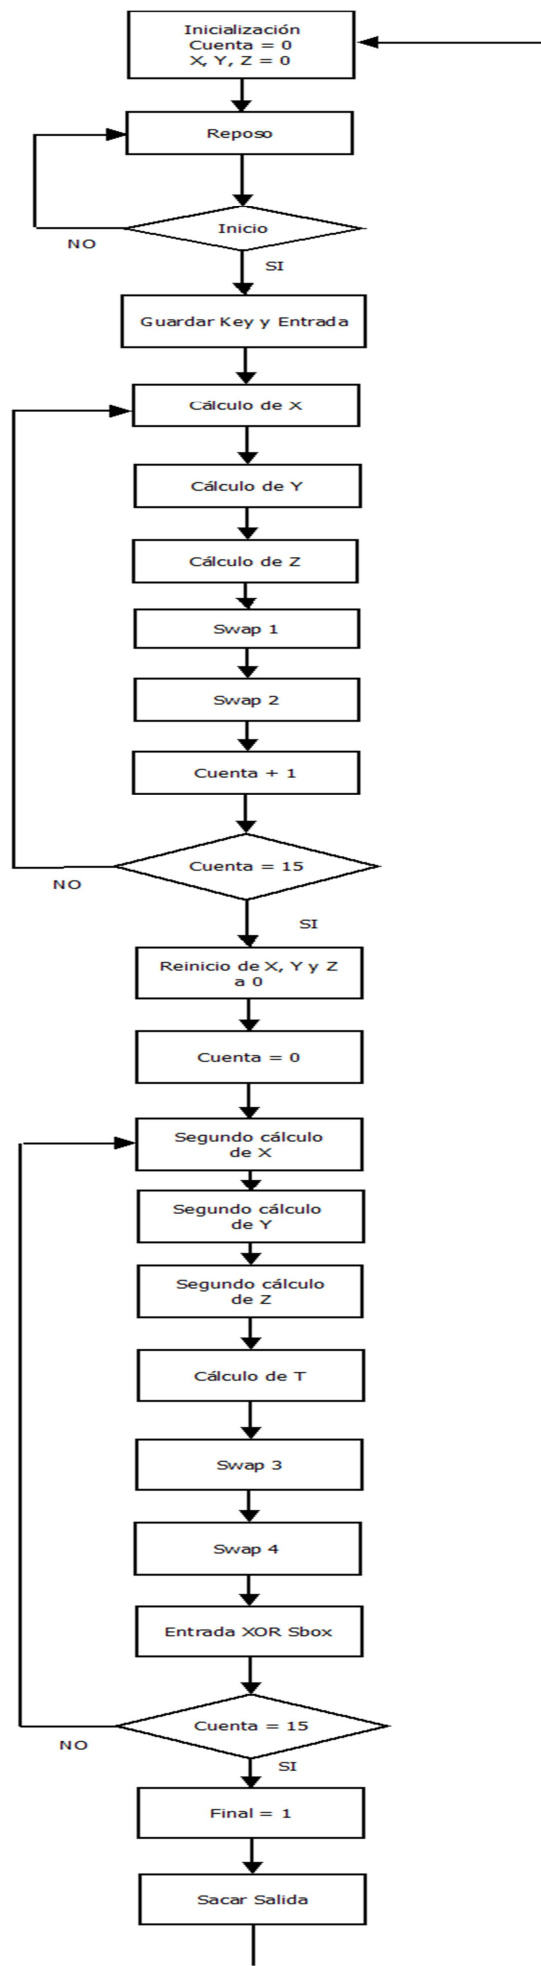 Inicialización
Cuenta = 0
X, Y, Z = 0
Reposo
Inicio
NO
SI
Guardar Key y Entrada
Cálculo de X
Cálculo de Y
Cálculo de Z
Swap 1
Swap 2
Cuenta + 1
Cuenta = 15
NO
SI
Reinicio de X, Y y Z
a 0
Cuenta = 0
Segundo cálculo
de X
Segundo cálculo
de Y
Segundo cálculo
de Z
Cálculo de T
Swap 3
Swap 4
Entrada XOR Sbox
Cuenta = 15
NO
SI
Final = 1
Sacar Salida